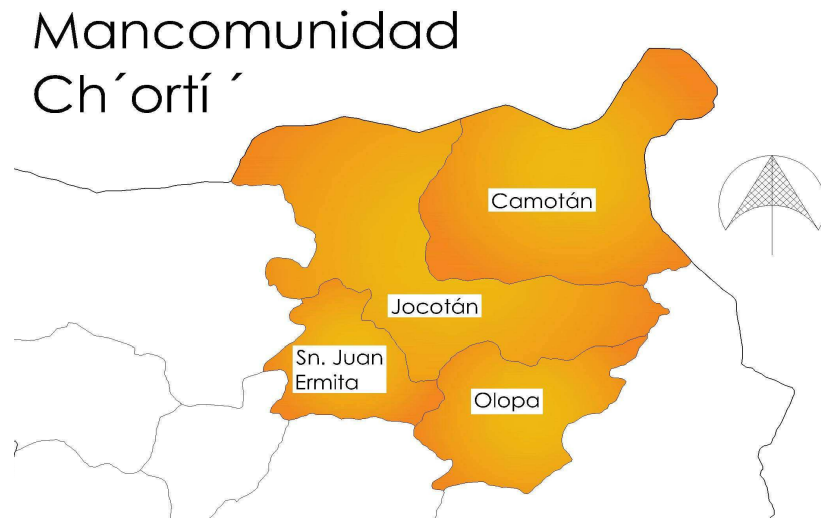 Mancomunidad
Ch´ortí ´
Camotán
Jocotán
Sn. Juan
Ermita
Olopa